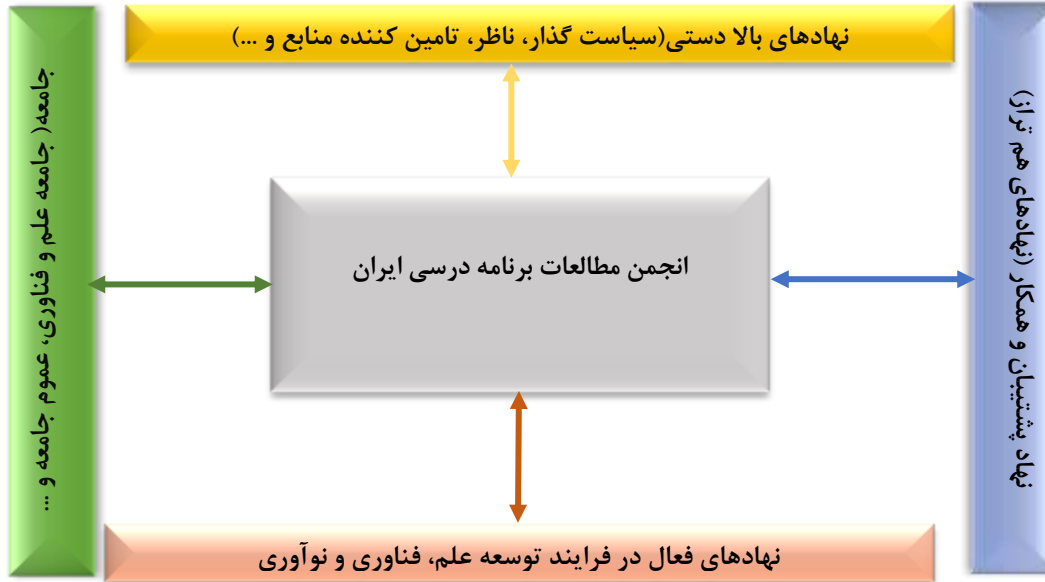 نهادهای بالا دستی(سیاست گذار، ناظر، تامین کننده منابع و ...)
نهاد پشتیبان و همکار (نهادهای هم تراز)
انجمن مطالعات برنامه درسی ایران
جامعه( جامعه علم و فناوری، عموم جامعه و ...
نهادهای فعال در فرایند توسعه علم، فناوری و نوآوری